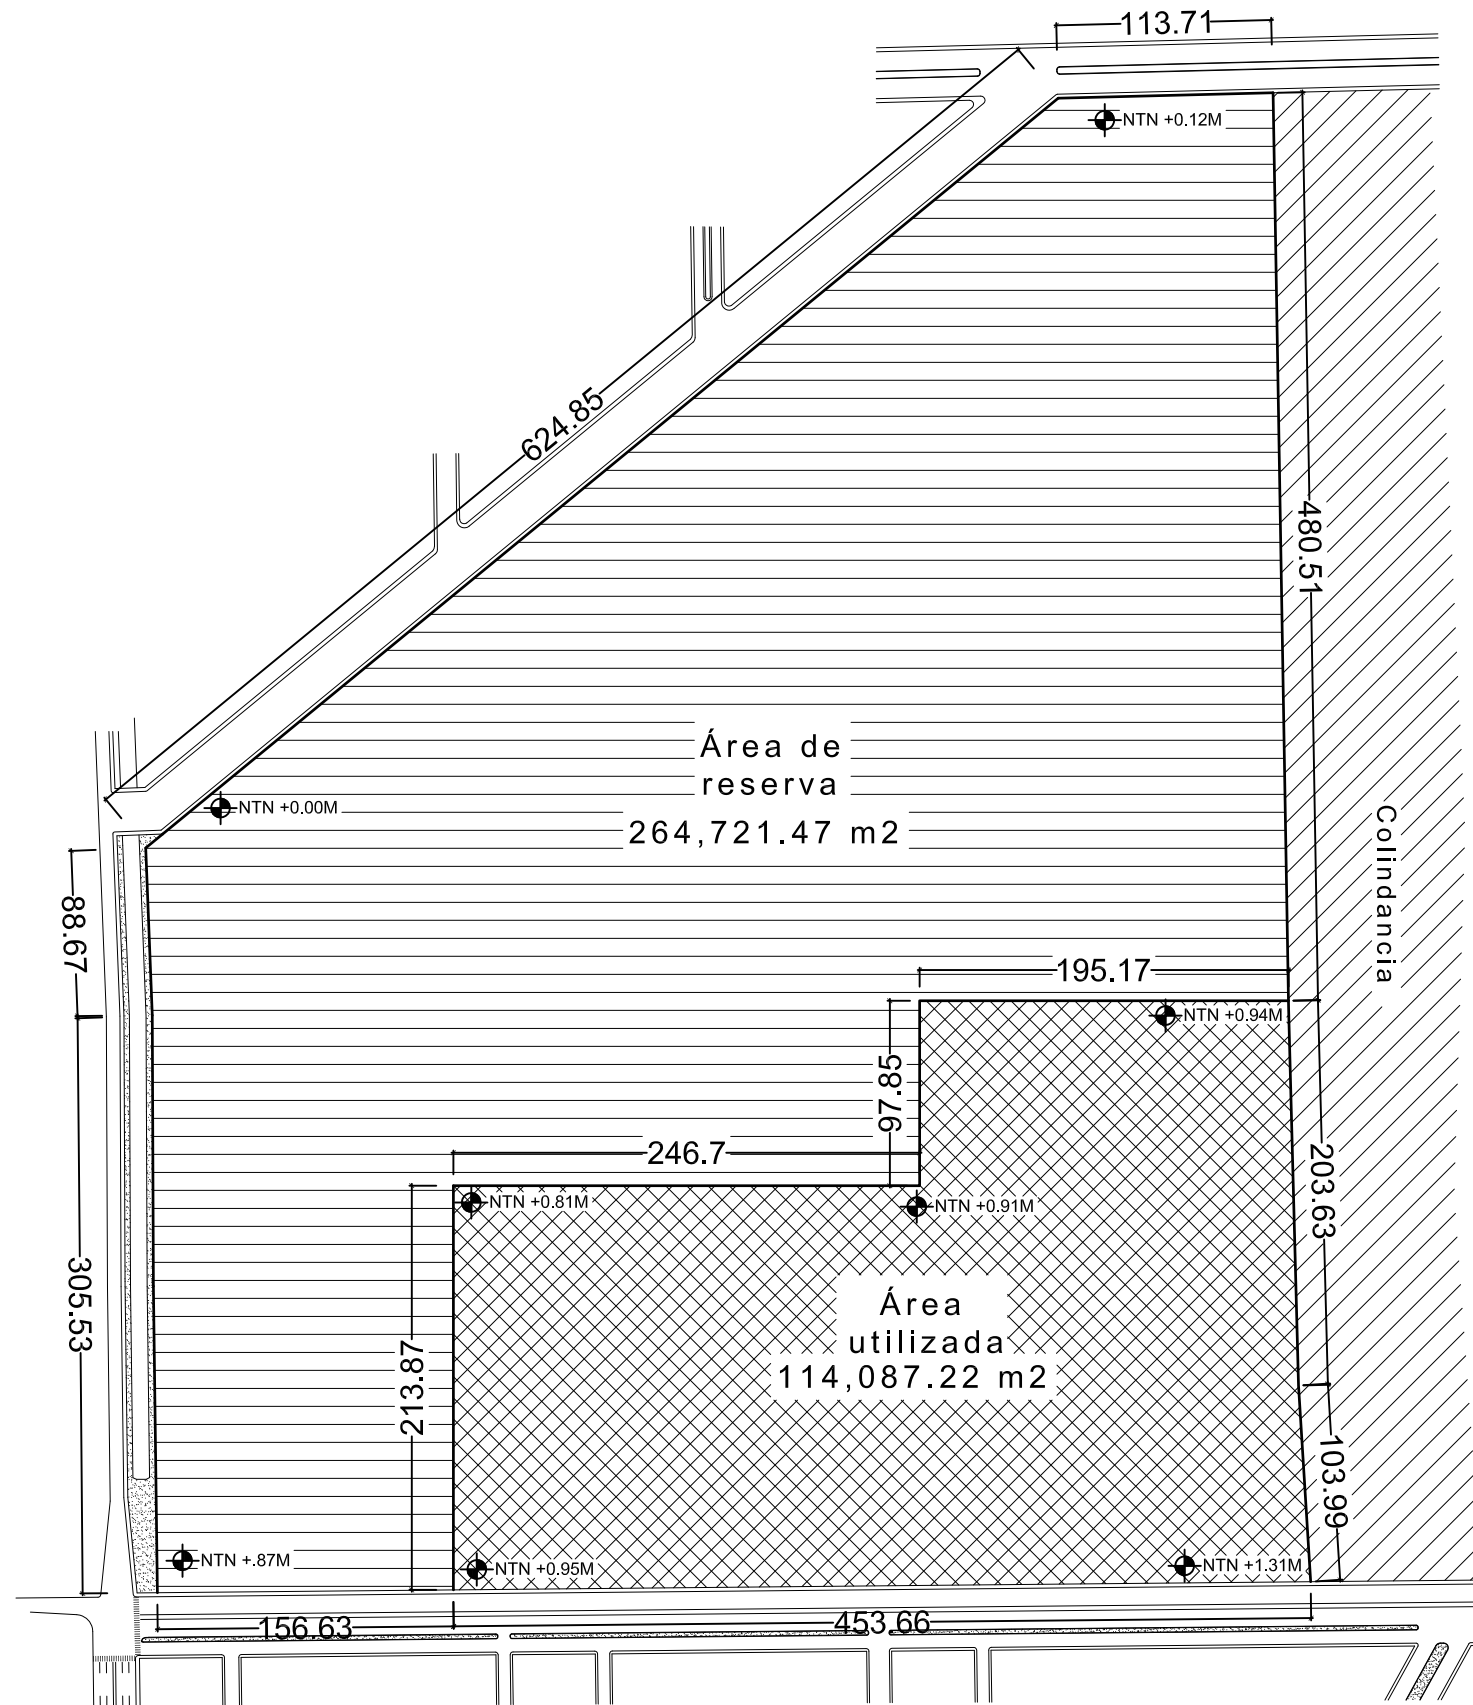 113.71
NTN +0.12M
624.85
480.51
Área de
reserva
264,721.47 m2
NTN +0.00M
Colindancia
88.67
195.17
NTN +0.94M
97.85
246.7
NTN +0.81M
NTN +0.91M
203.63
305.53
Área
utilizada
114,087.22 m2
213.87
103.99
NTN +.87M
NTN +0.95M
NTN +1.31M
156.63
453.66